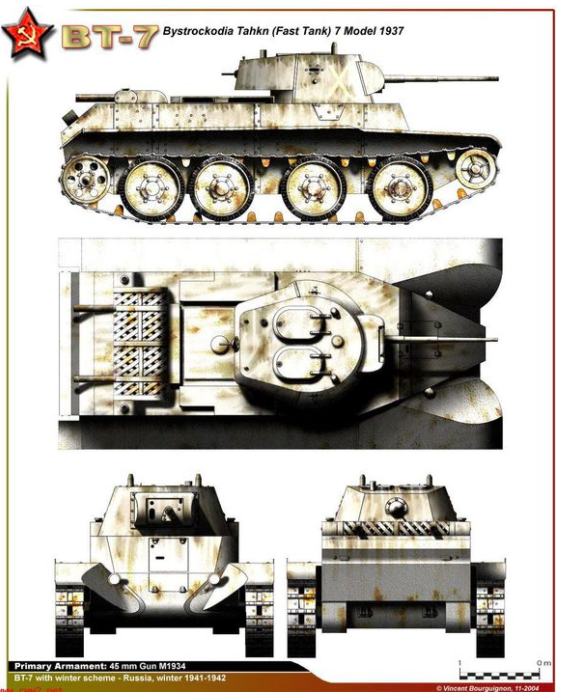 BT-7 Bystrockodia Tahkn (Fast Tank) 7 Model 1937
Primary Armament: 45 mm Gun M1934
BT-7 with winter scheme - Russia, winter 1941-1942
1 0 m
© Vincent Bourguignon, 11-2004